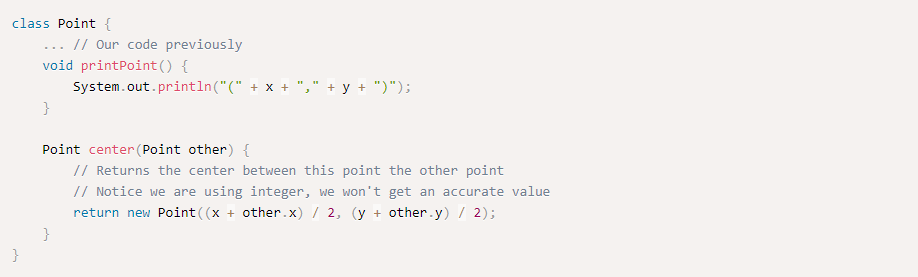 class Point {
    ... // Our code previously
    void printPoint() {
        System.out.println("(" + x + "," + y + ")");
    }

    Point center(Point other) {
        // Returns the center between this point the other point
        // Notice we are using integer, we won't get an accurate value
        return new Point((x + other.x) / 2, (y + other.y) / 2);
    }
}